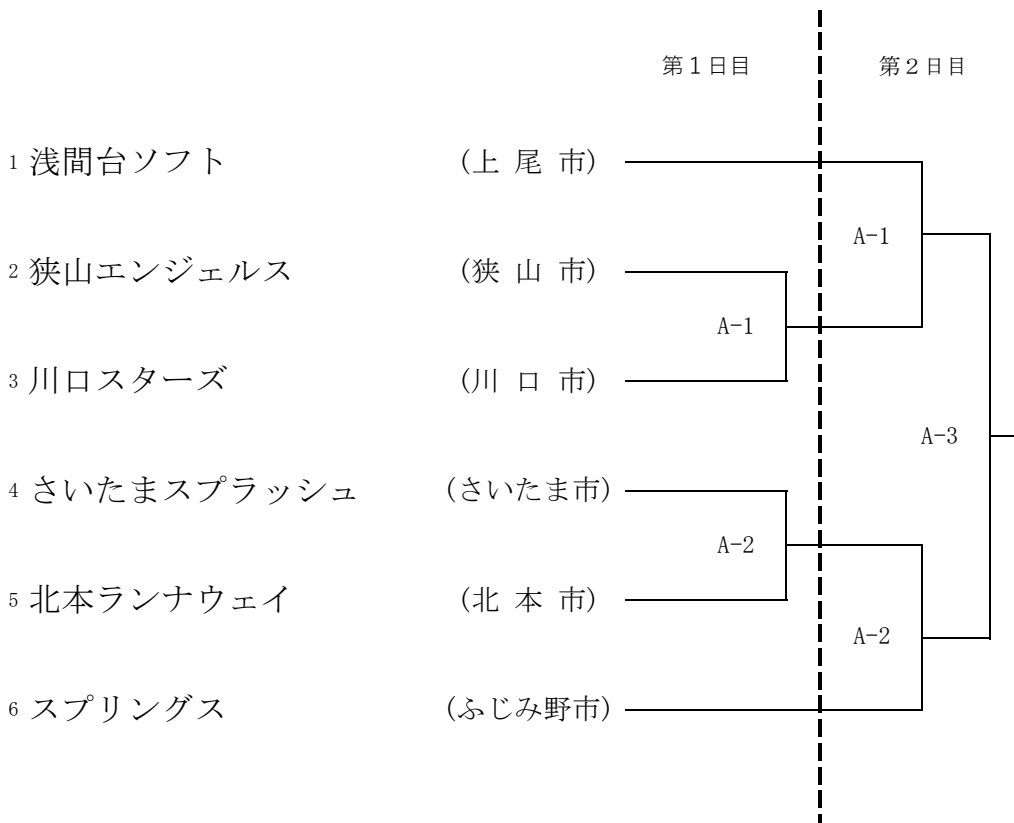 第１日目 第２日目
1 浅間台ソフト (上 尾 市)
A-1
2 狭山エンジェルス (狭 山 市)
A-1
3 川口スターズ (川 口 市)
A-3
4 さいたまスプラッシュ (さいたま市)
A-2
5 北本ランナウェイ (北 本 市)
A-2
6 スプリングス (ふじみ野市)